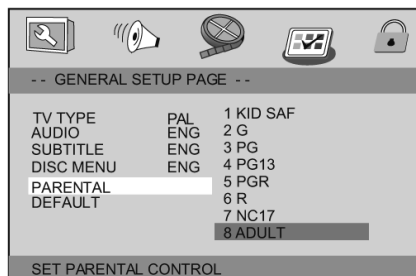 -- GENERAL SETUP PAGE --
TV TYPE PAL
AUDIO ENG
SUBTITLE ENG
DISC MENU ENG
PARENTAL
DEFAULT
1 KID SAF
2 G
3 PG
4 PG13
5 PGR
6 R
7 NC17
8 ADULT
SET PARENTAL CONTROL